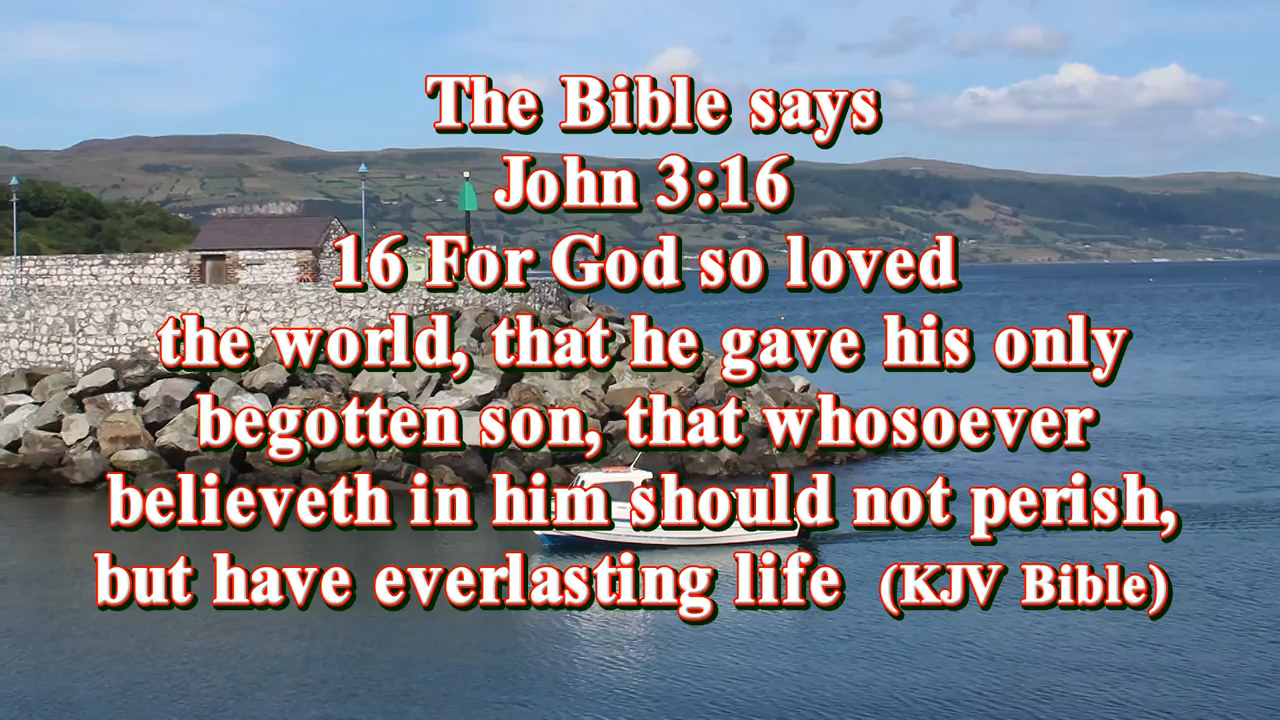 The Bible says
John 3:16
16 For God so loved
the world, that he gave his only
begotten son, that whosoever
believeth in him should not perish,
but have everlasting life (KJV Bible)